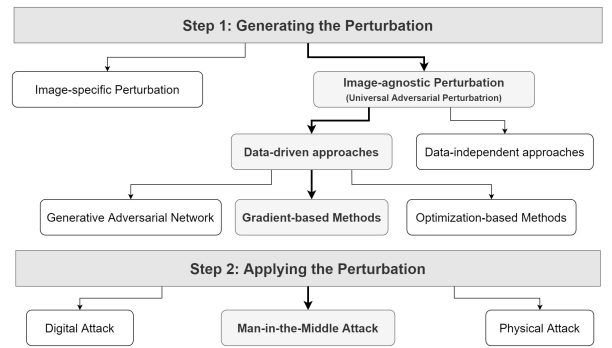 Step 1: Generating the Perturbation
Image-specific Perturbation
Image-agnostic Perturbation
(Universal Adversarial Perturbatrion)
Data-driven approaches
Data-independent approaches
Generative Adversarial Network
Gradient-based Methods
Optimization-based Methods
Step 2: Applying the Perturbation
Digital Attack
Man-in-the-Middle Attack
Physical Attack